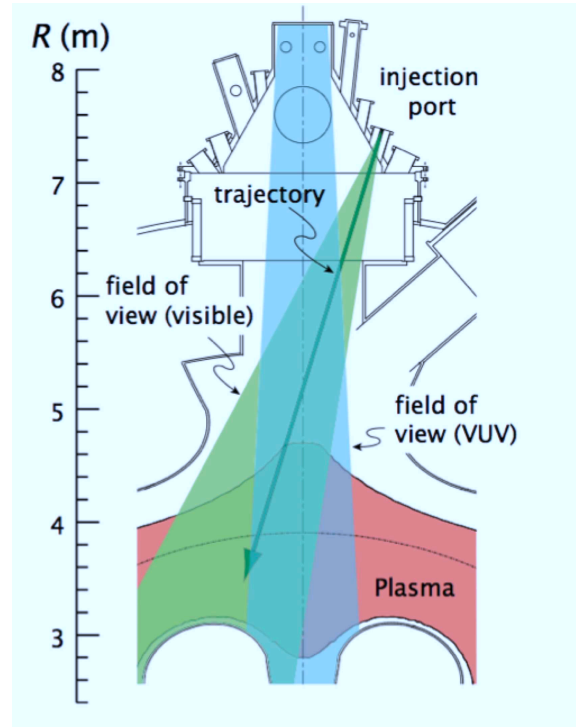 R (m)
8
7
6
5
4
3
injection
port
trajectory
field of
view (visible)
field of
view (VUV)
Plasma